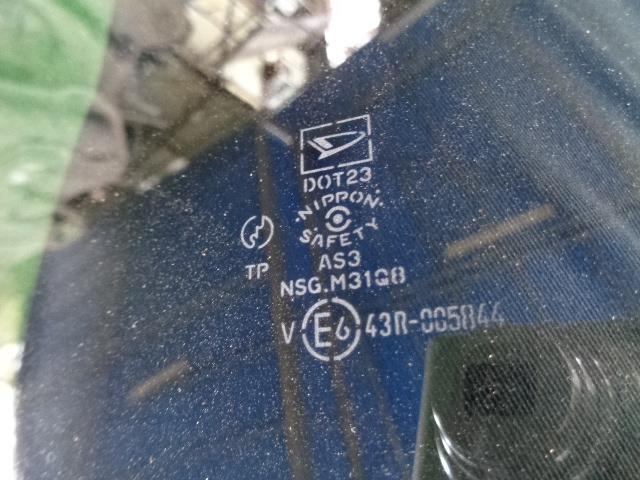 DOT23
NIPPON.
SAFETY
TP
AS3
NSG.M31Q8
V E6 43R-005844